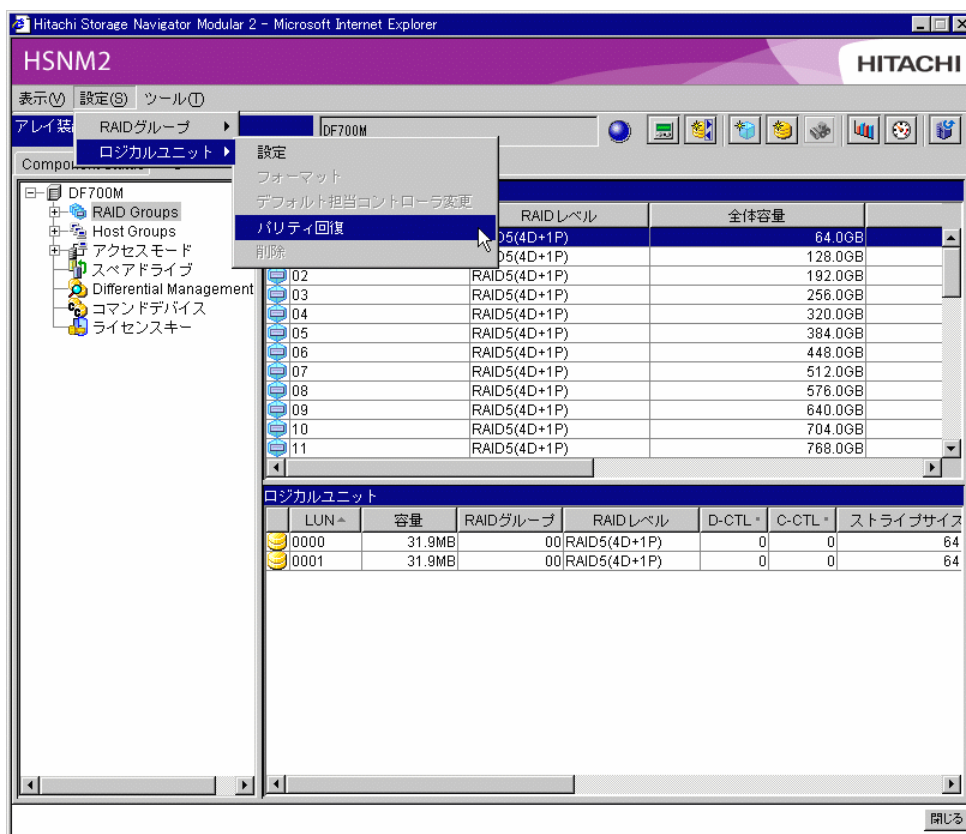 Hitachi Storage Navigator Modular 2 - Microsoft Internet Explorer
HSNM2
HITACHI
表示(V) 設定(S) ツール(T)
アレイ装
DF700M
RAIDグループ
ロジカルユニット
設定
フォーマット
デフォルト担当コントローラ変更
パリティ回復
削除
DF700M
RAID Groups
Host Groups
アクセスモード
スペアドライブ
Differential Management
コマンドデバイス
ライセンスキー
RAIDレベル 全体容量
D5(4D+1P) 64.0GB
D5(4D+1P) 128.0GB
02 RAID5(4D+1P) 192.0GB
03 RAID5(4D+1P) 256.0GB
04 RAID5(4D+1P) 320.0GB
05 RAID5(4D+1P) 384.0GB
06 RAID5(4D+1P) 448.0GB
07 RAID5(4D+1P) 512.0GB
08 RAID5(4D+1P) 576.0GB
09 RAID5(4D+1P) 640.0GB
10 RAID5(4D+1P) 704.0GB
11 RAID5(4D+1P) 768.0GB
ロジカルユニット
LUN 容量 RAIDグループ RAIDレベル D-CTL* C-CTL* ストライプサイズ
0000 31.9MB 00 RAID5(4D+1P) 0 0 64
0001 31.9MB 00 RAID5(4D+1P) 0 0 64
閉じる